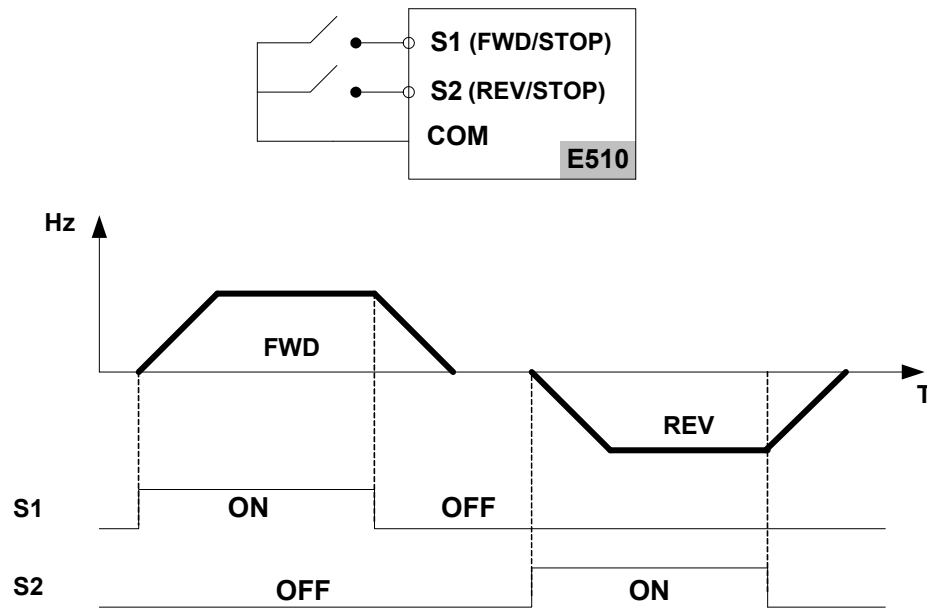 S1 (FWD/STOP)
S2 (REV/STOP)
COM
E510
Hz
FWD
T
REV
S1
ON
OFF
S2
OFF
ON